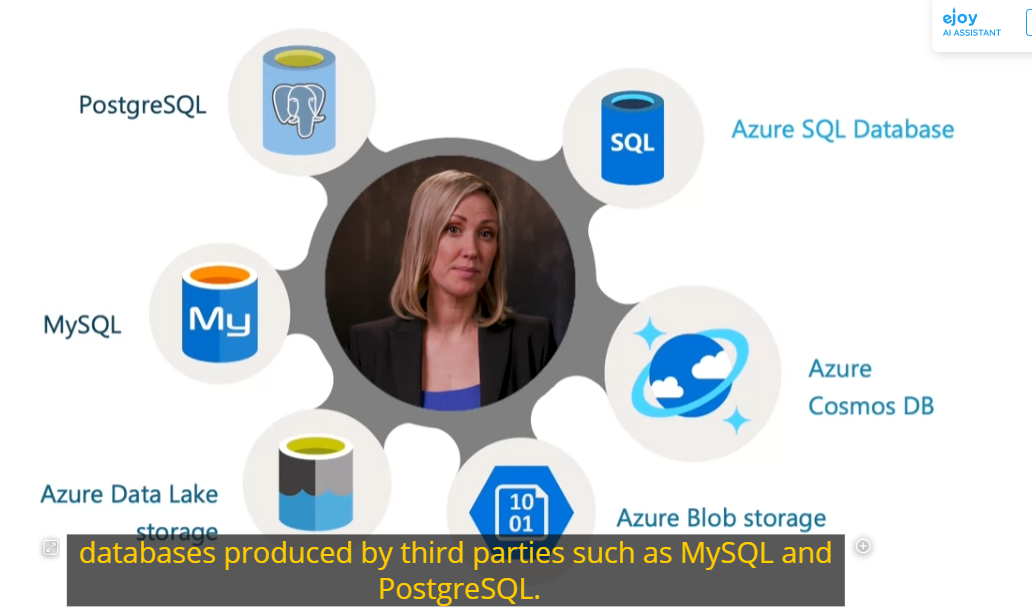 ejoy
AI ASSISTANT
PostgreSQL
SQL
Azure SQL Database
MySQL
My
Azure
Cosmos DB
Azure Data Lake
storage
10
01
Azure Blob storage
databases produced by third parties such as MySQL and
PostgreSQL.